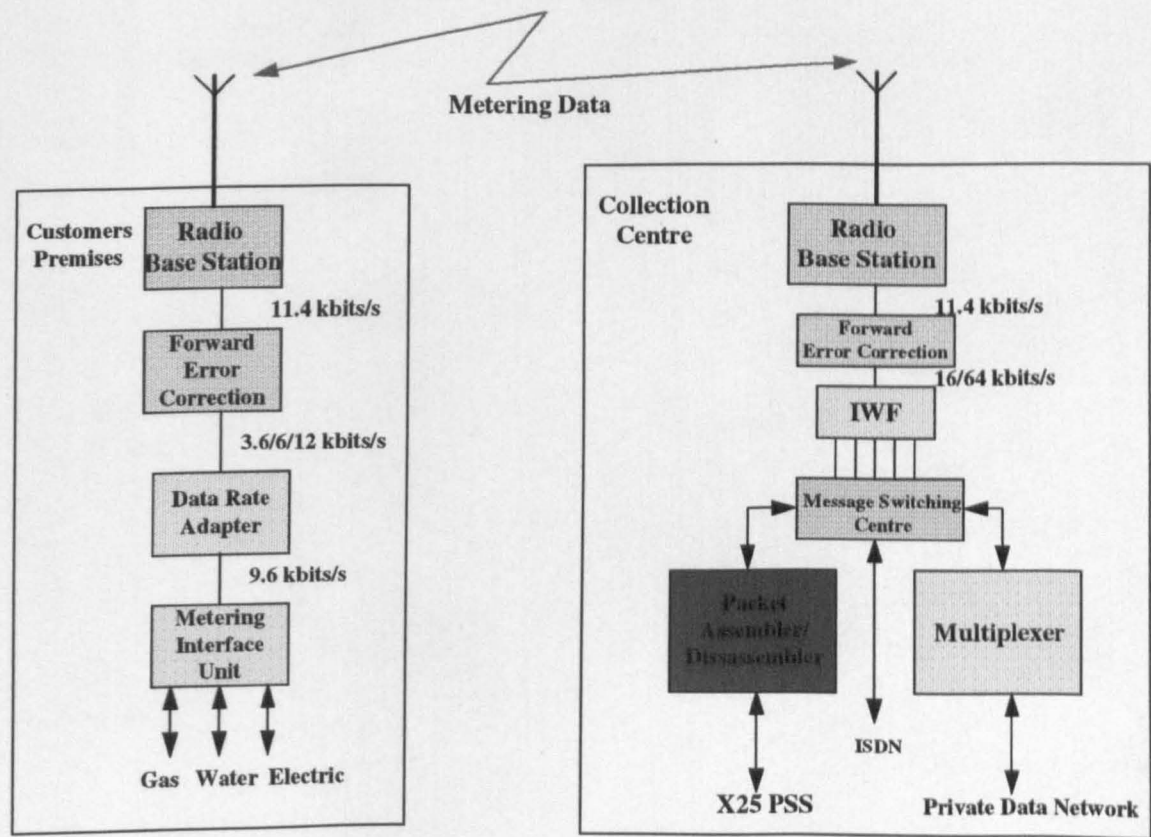 Metering Data
Customers
Premises
Radio
Base Station
11.4 kbits/s
Forward
Error
Correction
3.6/6/12 kbits/s
Data Rate
Adapter
9.6 kbits/s
Metering
Interface
Unit
Gas Water Electric
Collection
Centre
Radio
Base Station
11.4 kbits/s
Forward
Error Correction
16/64 kbits/s
IWF
Message Switching
Centre
Packet
Assembler/
Dissassembler
Multiplexer
ISDN
X25 PSS
Private Data Network